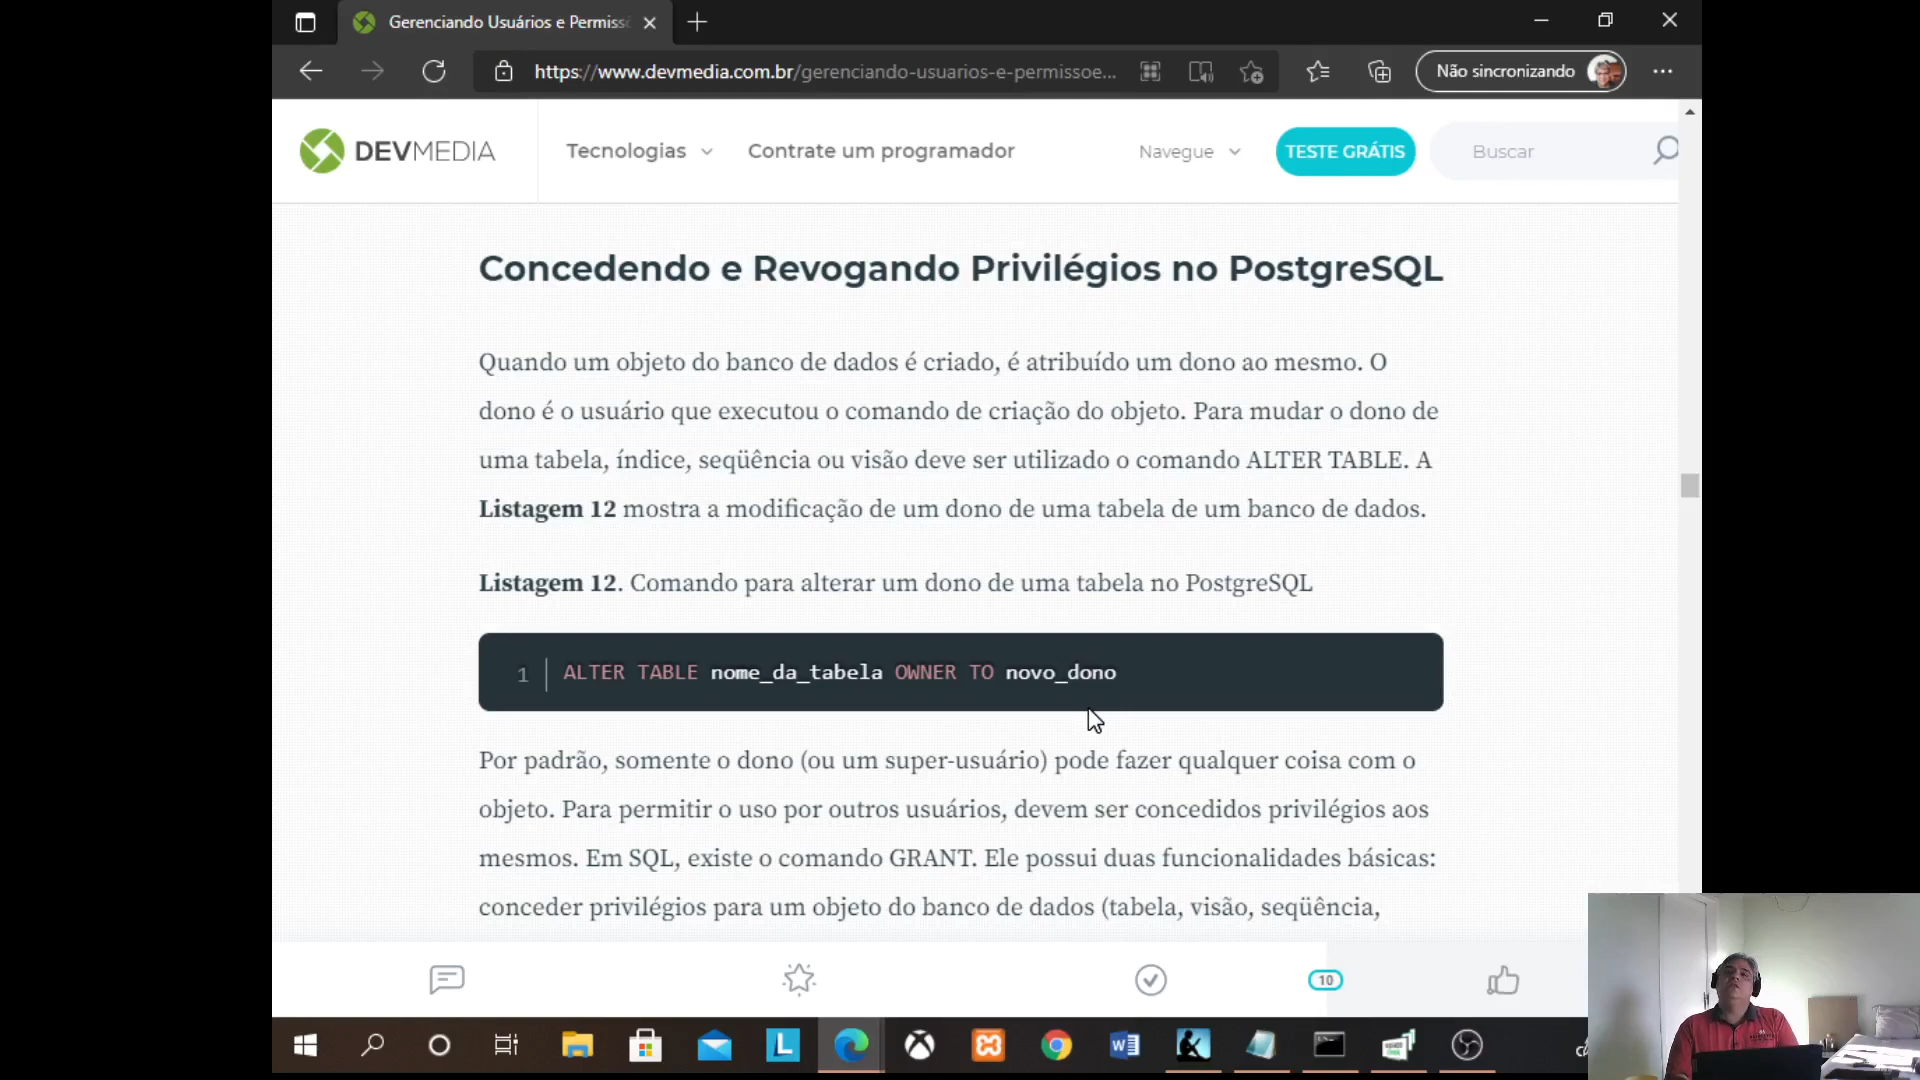 Gerenciando Usuários e Permiss
https://www.devmedia.com.br/gerenciando-usuarios-e-permissoe...
Não sincronizando
DEVMEDIA
Tecnologias
Contrate um programador
Navegue
TESTE GRÁTIS
Buscar
Concedendo e Revogando Privilégios no PostgreSQL
Quando um objeto do banco de dados é criado, é atribuído um dono ao mesmo. O
dono é o usuário que executou o comando de criação do objeto. Para mudar o dono de
uma tabela, índice, seqüência ou visão deve ser utilizado o comando ALTER TABLE. A
Listagem 12 mostra a modificação de um dono de uma tabela de um banco de dados.
Listagem 12. Comando para alterar um dono de uma tabela no PostgreSQL
1 ALTER TABLE nome_da_tabela OWNER TO novo_dono
Por padrão, somente o dono (ou um super-usuário) pode fazer qualquer coisa com o
objeto. Para permitir o uso por outros usuários, devem ser concedidos privilégios aos
mesmos. Em SQL, existe o comando GRANT. Ele possui duas funcionalidades básicas:
conceder privilégios para um objeto do banco de dados (tabela, visão, seqüência,
10
L